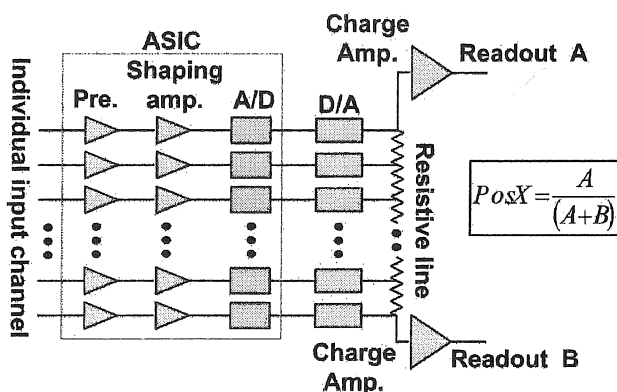 ASIC
Shaping
Pre. amp. A/D
D/A
Charge
Amp.
Readout A
Individual input channel
Resistive line
PosX = A / (A+B)
Charge
Amp.
Readout B